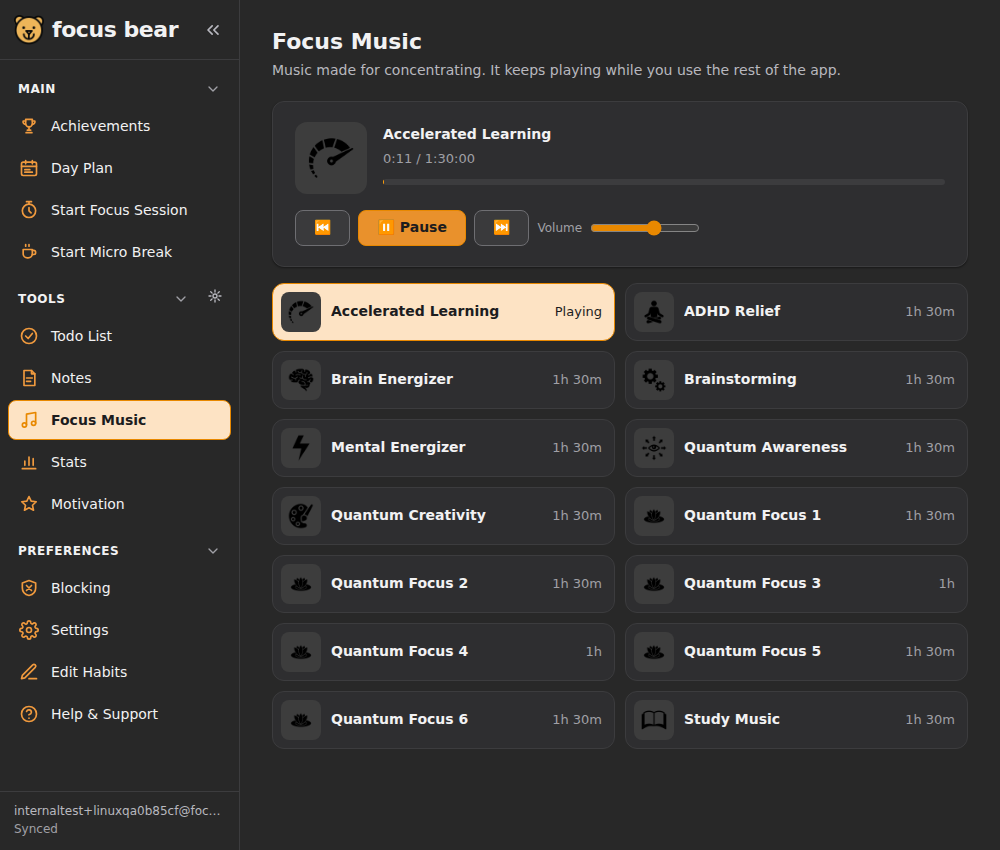 focus bear
MAIN
Achievements
Day Plan
Start Focus Session
Start Micro Break
TOOLS
Todo List
Notes
Focus Music
Stats
Motivation
PREFERENCES
Blocking
Settings
Edit Habits
Help & Support
internaltest+linuxqa0b85cf@foc...
Synced
Focus Music
Music made for concentrating. It keeps playing while you use the rest of the app.
Accelerated Learning
0:11 / 1:30:00
Pause
Volume
Accelerated Learning Playing
ADHD Relief 1h 30m
Brain Energizer 1h 30m
Brainstorming 1h 30m
Mental Energizer 1h 30m
Quantum Awareness 1h 30m
Quantum Creativity 1h 30m
Quantum Focus 1 1h 30m
Quantum Focus 2 1h 30m
Quantum Focus 3 1h
Quantum Focus 4 1h
Quantum Focus 5 1h 30m
Quantum Focus 6 1h 30m
Study Music 1h 30m